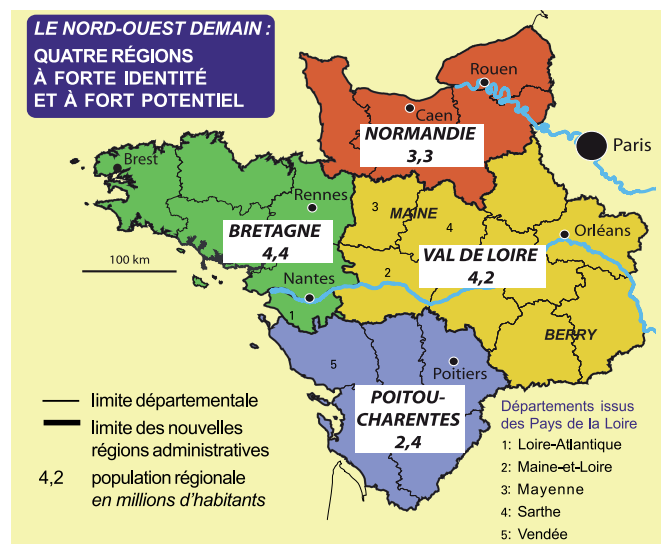 LE NORD-OUEST DEMAIN :
QUATRE RÉGIONS
À FORTE IDENTITÉ
ET À FORT POTENTIEL
Rouen
Caen
NORMANDIE
3,3
Paris
Brest
Rennes
3
MAINE
4
Orléans
BRETAGNE
4,4
VAL DE LOIRE
4,2
100 km
Nantes
2
1
BERRY
5
Poitiers
POITOU-
CHARENTES
2,4
limite départementale
limite des nouvelles
régions administratives
4,2 population régionale
en millions d'habitants
Départements issus
des Pays de la Loire
1: Loire-Atlantique
2: Maine-et-Loire
3: Mayenne
4: Sarthe
5: Vendée